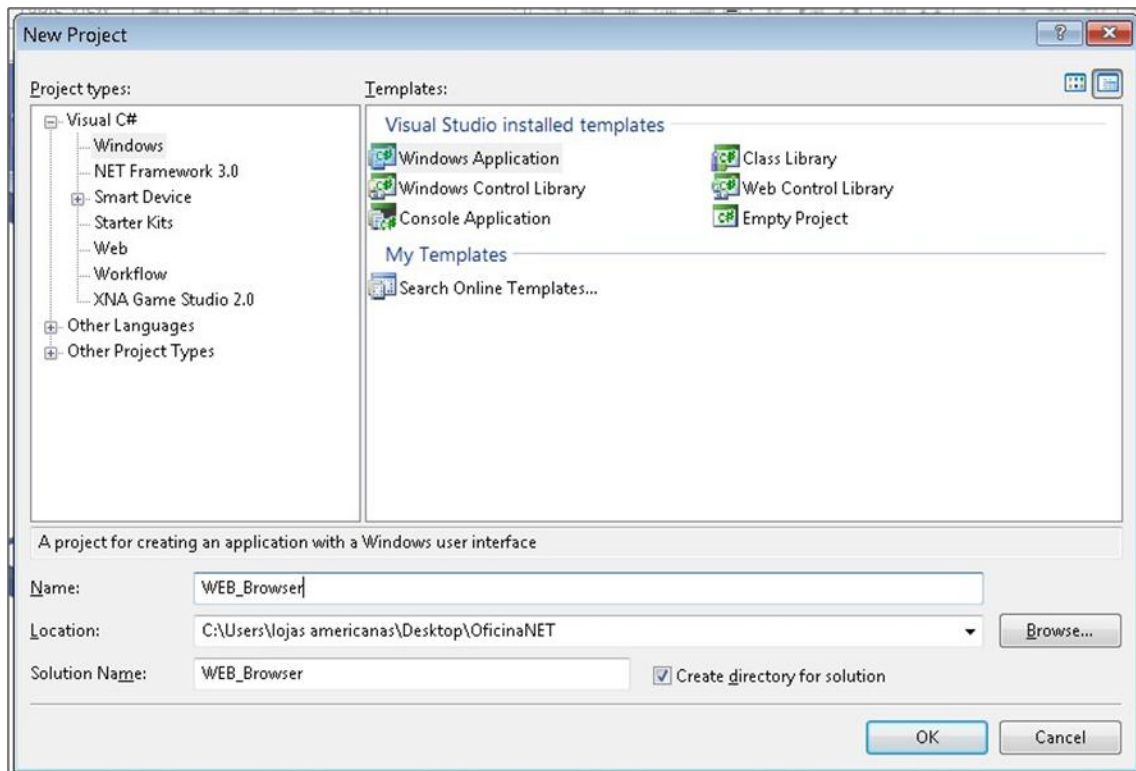 New Project
Project types:
Templates:
Visual C#
Windows
NET Framework 3.0
Smart Device
Starter Kits
Web
Workflow
XNA Game Studio 2.0
Other Languages
Other Project Types
Visual Studio installed templates
Windows Application
Class Library
Windows Control Library
Web Control Library
Console Application
Empty Project
My Templates
Search Online Templates...
A project for creating an application with a Windows user interface
Name:
WEB_Browser
Location:
C:\Users\lojas americanas\Desktop\OficinaNET
Browse...
Solution Name:
WEB_Browser
Create directory for solution
OK
Cancel